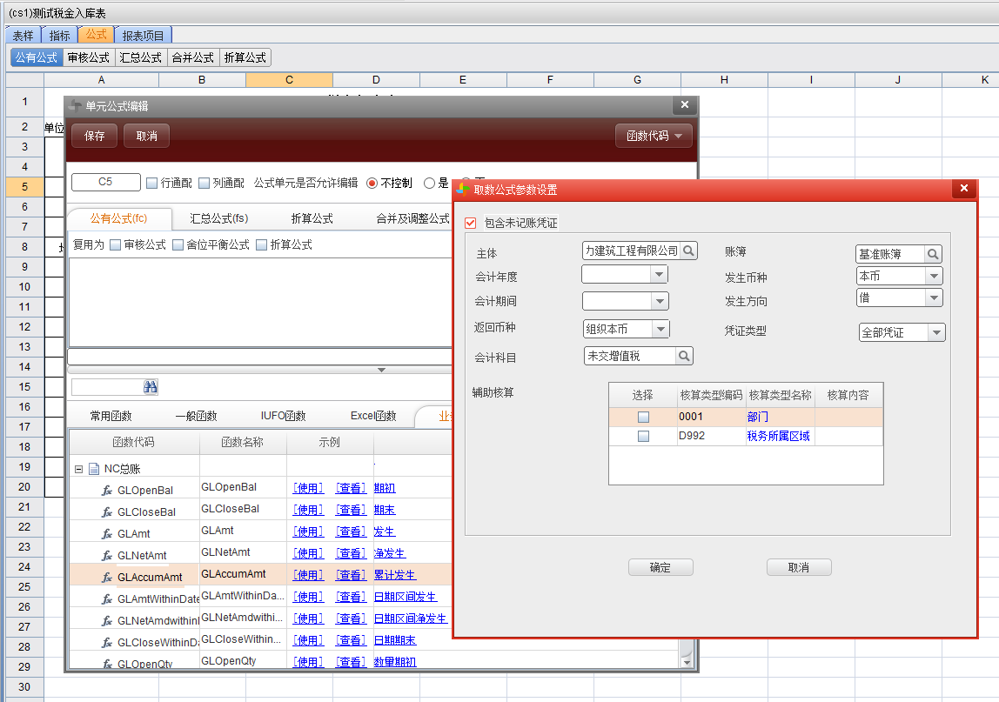 (cs1)测试税金入库表
表样 指标 公式 报表项目
公有公式 审核公式 汇总公式 合并公式 折算公式
A B C D E F G H I J K
1
2 单位
3
4
5
6
7
8
9
10
11
12
13
14
15
16
17
18
19
20
21
22
23
24
25
26
27
28
29
30
单元公式编辑
保存 取消 函数代码
C5 行通配 列通配 公式单元是否允许编辑 不控制 是
公有公式(fc) 汇总公式(fs) 折算公式 合并及调整公式
复用为 审核公式 舍位平衡公式 折算公式
常用函数 一般函数 IUFO函数 Excel函数 业
函数代码 函数名称 示例
NC总账
GLOpenBal GLOpenBal [使用] [查看] 期初
GLCloseBal GLCloseBal [使用] [查看] 期末
GLAmt GLAmt [使用] [查看] 发生
GLNetAmt GLNetAmt [使用] [查看] 净发生
GLAccumAmt GLAccumAmt [使用] [查看] 累计发生
GLAmtWithinDate GLAmtWithinDa... [使用] [查看] 日期区间发生
GLNetAmdwithinI GLNetAmdwithi... [使用] [查看] 日期区间净发生
GLCloseWithinDa GLCloseWithin... [使用] [查看] 日期期末
GLOpenQty GLOpenQty [使用] [查看] 数量期初
取数公式参数设置
包含未记账凭证
主体 力建筑工程有限公司 账簿 基准账簿
会计年度 发生币种 本币
会计期间 发生方向 借
返回币种 组织本币 凭证类型 全部凭证
会计科目 未交增值税
辅助核算
选择 核算类型编码 核算类型名称 核算内容
0001 部门
D992 税务所属区域
确定 取消